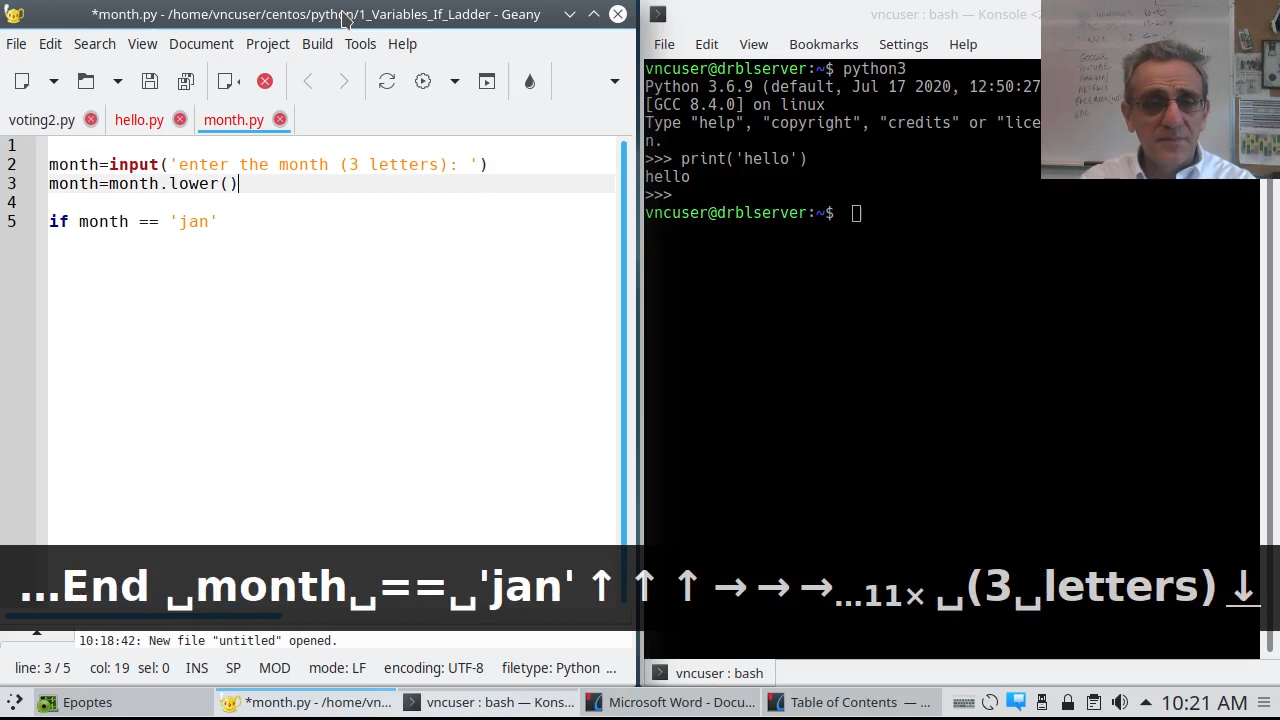 *month.py - /home/vncuser/centos/python/1_Variables_If_Ladder - Geany
File Edit Search View Document Project Build Tools Help
voting2.py hello.py month.py
1
2 month=input('enter the month (3 letters): ')
3 month=month.lower()
4
5 if month == 'jan'
10:18:42: New file "untitled" opened.
line: 3 / 5 col: 19 sel: 0 INS SP MOD mode: LF encoding: UTF-8 filetype: Python ...
vncuser : bash — Konsole <2
File Edit View Bookmarks Settings Help
vncuser@drblserver:~$ python3
Python 3.6.9 (default, Jul 17 2020, 12:50:27
[GCC 8.4.0] on linux
Type "help", "copyright", "credits" or "lice
n.
>>> print('hello')
hello
>>>
vncuser@drblserver:~$
vncuser : bash
GOOGLE
…End ␣month␣==␣'jan'↑↑↑→→→…11×␣(3␣letters)↓
Epoptes *month.py - /home/vn... vncuser : bash — Kons... Microsoft Word - Docu... Table of Contents — ... 10:21 AM